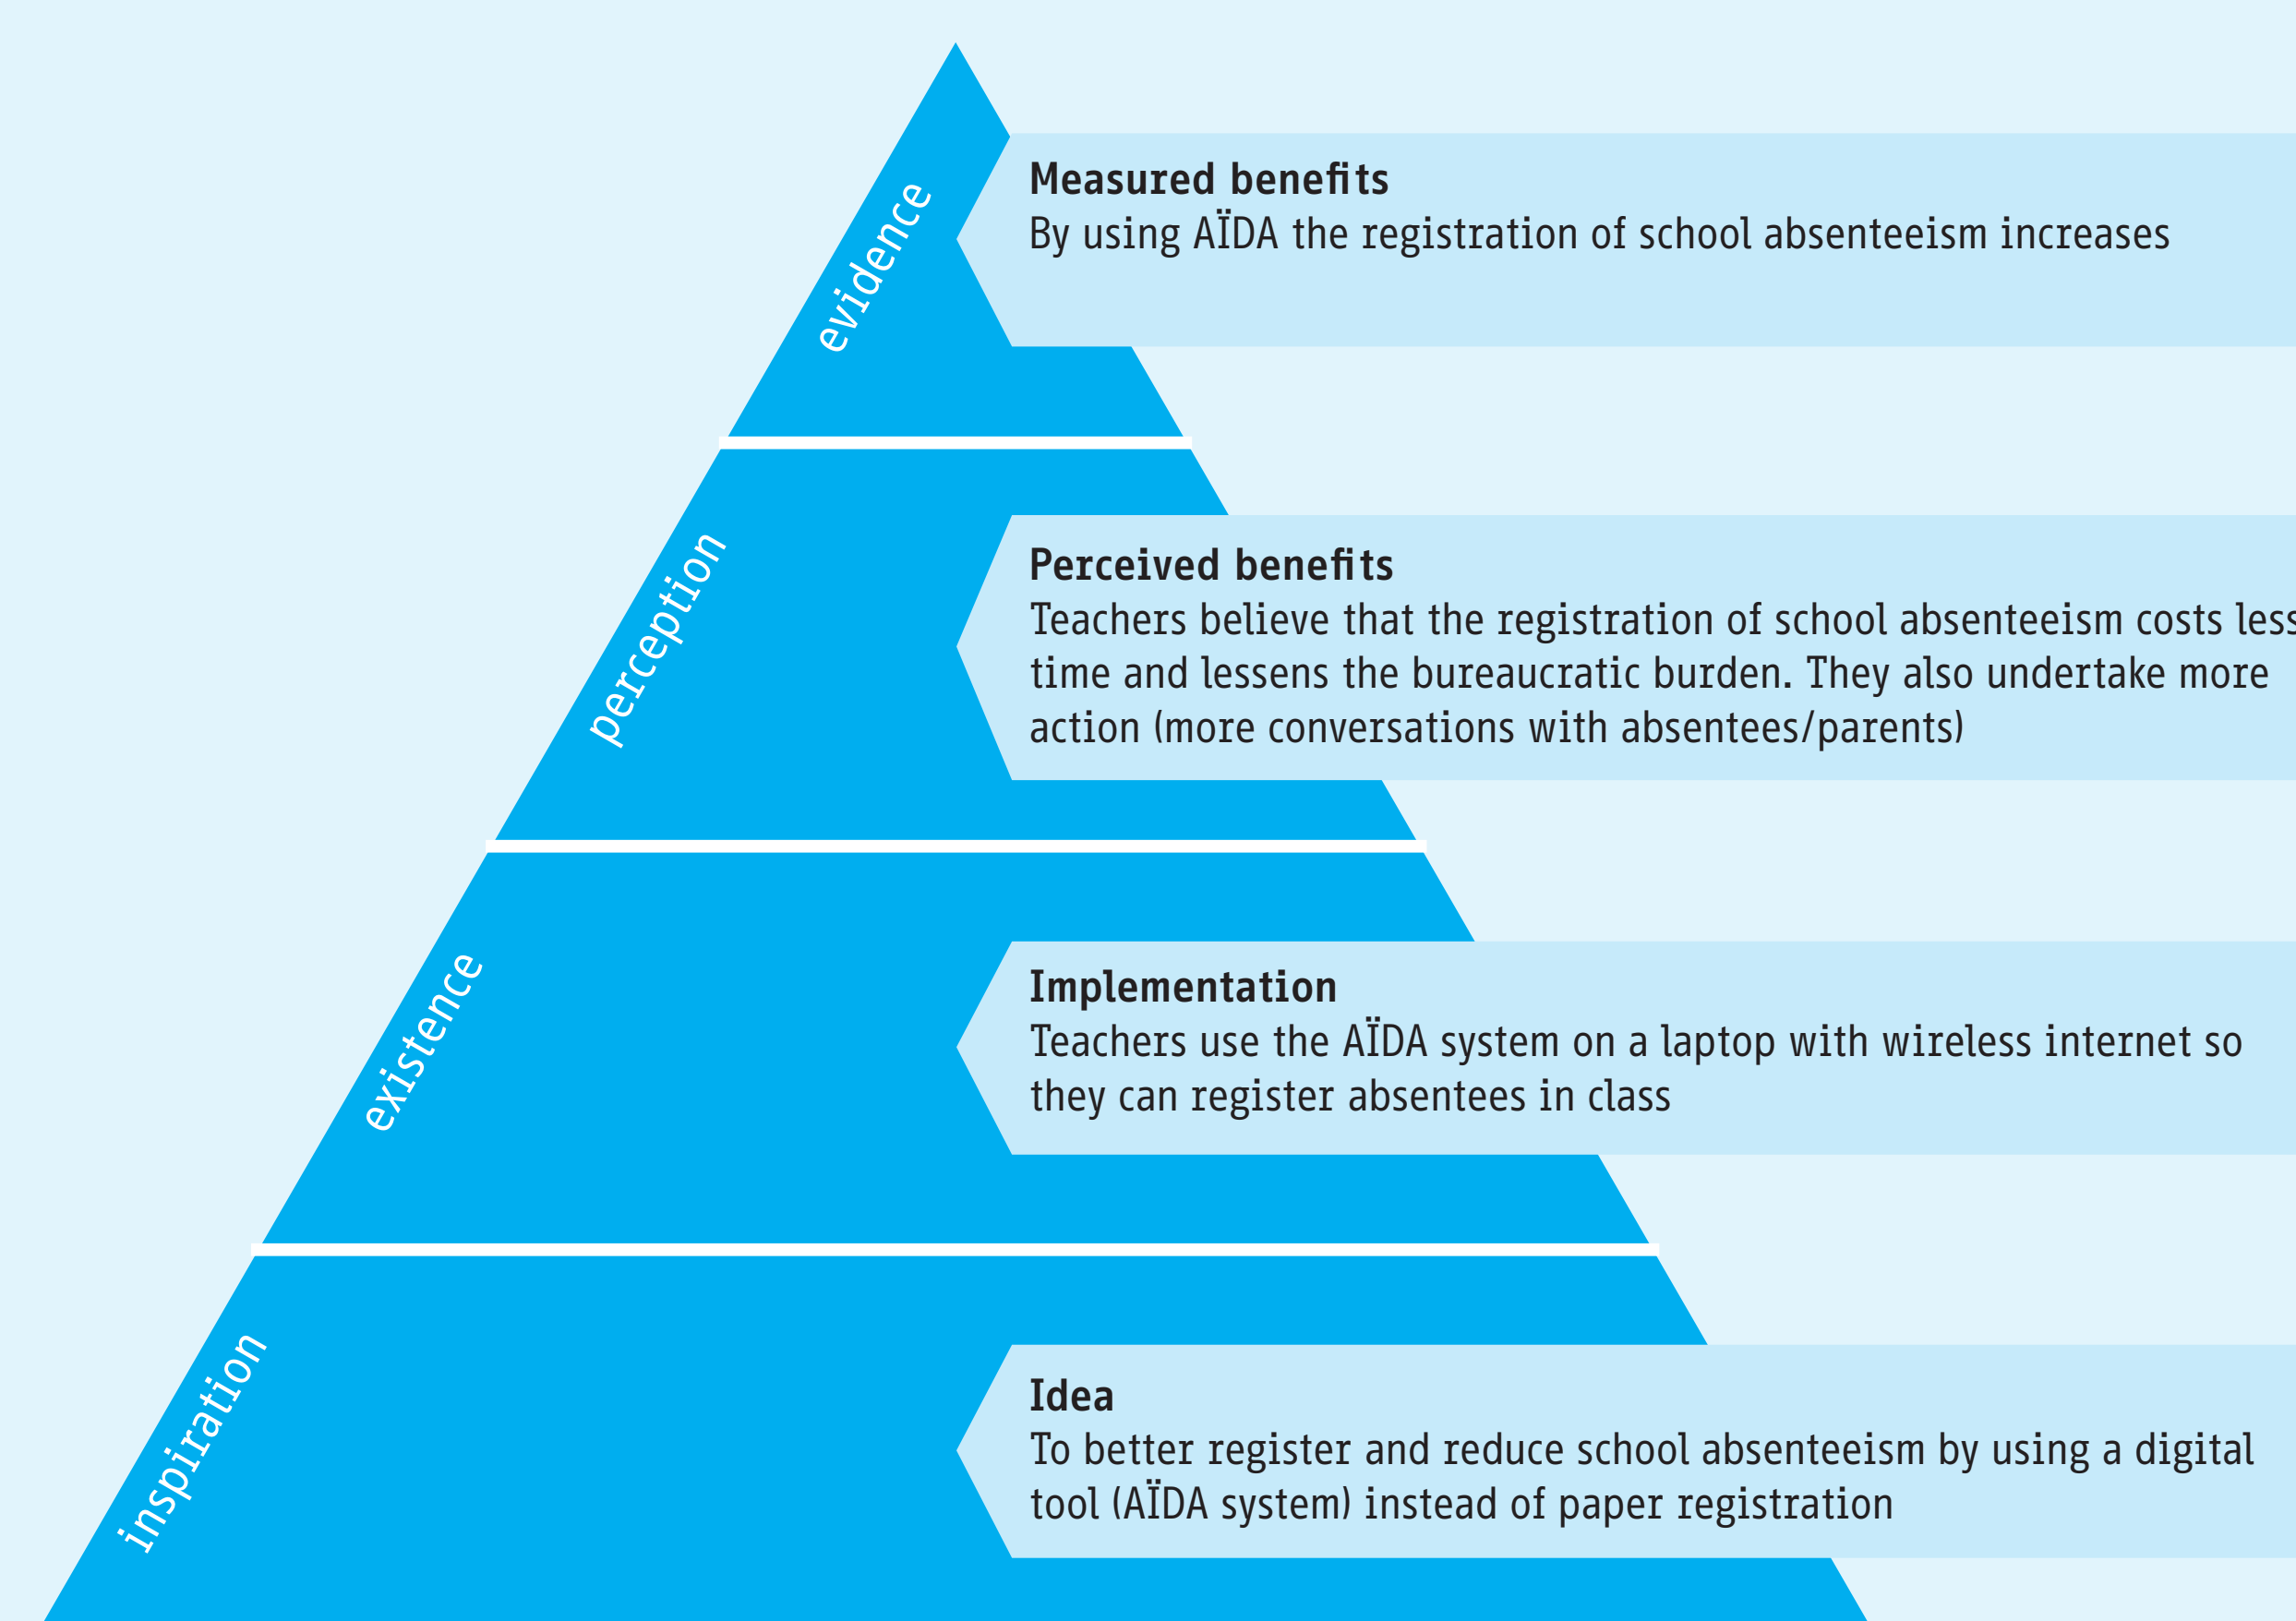 evidence
Measured benefits
By using AÏDA the registration of school absenteeism increases
perception
Perceived benefits
Teachers believe that the registration of school absenteeism costs less
time and lessens the bureaucratic burden. They also undertake more
action (more conversations with absentees/parents)
existence
Implementation
Teachers use the AÏDA system on a laptop with wireless internet so
they can register absentees in class
inspiration
Idea
To better register and reduce school absenteeism by using a digital
tool (AÏDA system) instead of paper registration